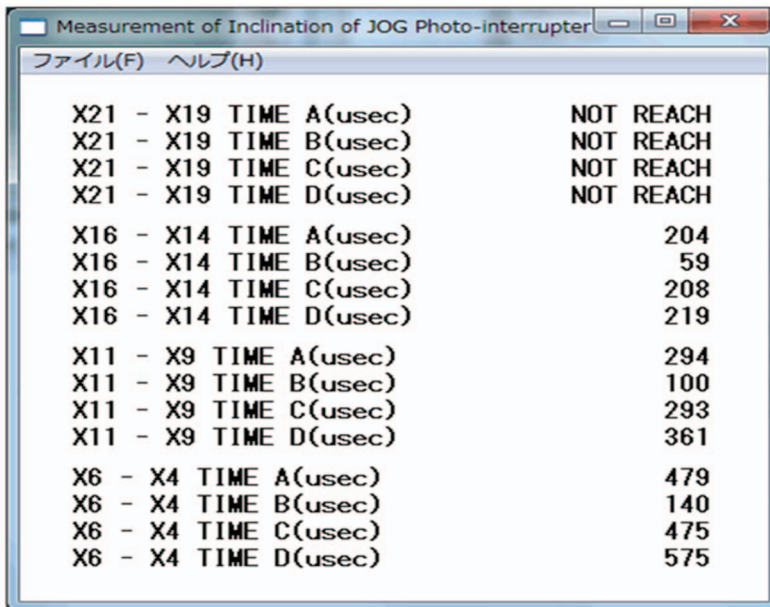 Measurement of Inclination of JOG Photo-interrupter
ファイル(F) ヘルプ(H)
X21 - X19 TIME A(usec) NOT REACH
X21 - X19 TIME B(usec) NOT REACH
X21 - X19 TIME C(usec) NOT REACH
X21 - X19 TIME D(usec) NOT REACH
X16 - X14 TIME A(usec) 204
X16 - X14 TIME B(usec) 59
X16 - X14 TIME C(usec) 208
X16 - X14 TIME D(usec) 219
X11 - X9 TIME A(usec) 294
X11 - X9 TIME B(usec) 100
X11 - X9 TIME C(usec) 293
X11 - X9 TIME D(usec) 361
X6 - X4 TIME A(usec) 479
X6 - X4 TIME B(usec) 140
X6 - X4 TIME C(usec) 475
X6 - X4 TIME D(usec) 575